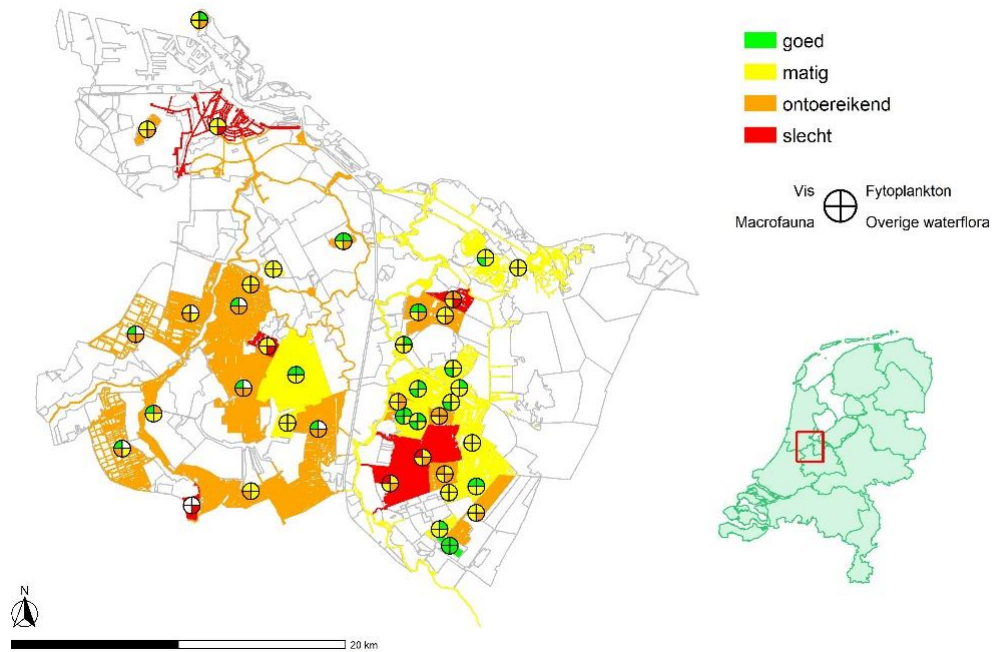 goed
matig
ontoereikend
slecht
Vis Fytoplankton
Macrofauna Overige waterflora
N
20 km